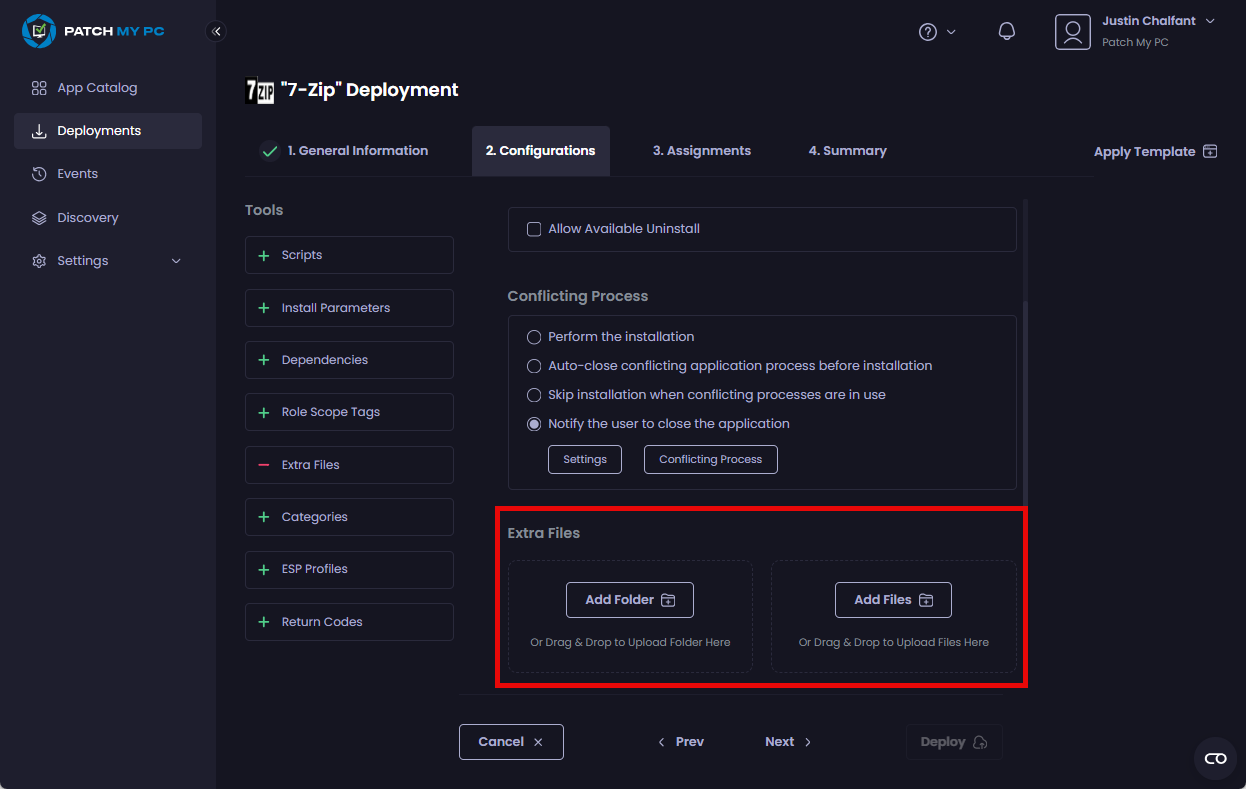 PATCH MY PC
App Catalog
Deployments
Events
Discovery
Settings
Justin Chalfant
Patch My PC
7ZIP "7-Zip" Deployment
1. General Information
2. Configurations
3. Assignments
4. Summary
Apply Template
Tools
Scripts
Install Parameters
Dependencies
Role Scope Tags
Extra Files
Categories
ESP Profiles
Return Codes
Allow Available Uninstall
Conflicting Process
Perform the installation
Auto-close conflicting application process before installation
Skip installation when conflicting processes are in use
Notify the user to close the application
Settings
Conflicting Process
Extra Files
Add Folder
Or Drag & Drop to Upload Folder Here
Add Files
Or Drag & Drop to Upload Files Here
Cancel
Prev
Next
Deploy